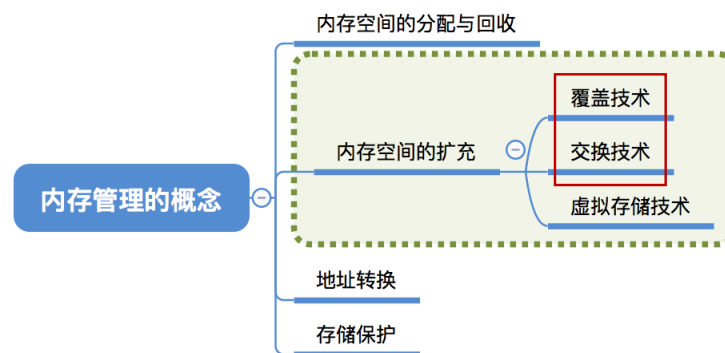 内存空间的分配与回收
覆盖技术
内存空间的扩充
交换技术
内存管理的概念
虚拟存储技术
地址转换
存储保护